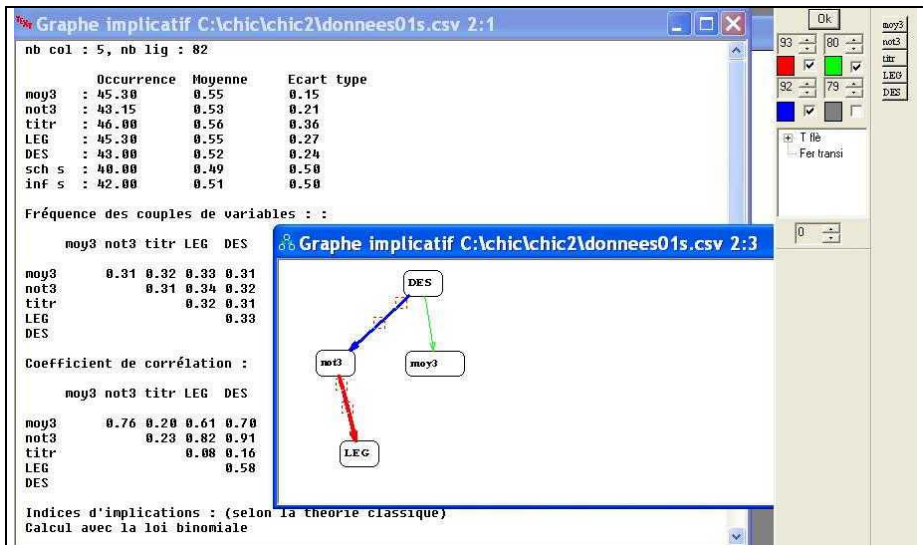 Graphe implicatif C:\chic\chic2\donnees01s.csv 2:1
nb col : 5, nb lig : 82
Occurrence Moyenne Ecart type
moy3 : 45.30 0.55 0.15
not3 : 43.15 0.53 0.21
titr : 46.00 0.56 0.36
LEG : 45.30 0.55 0.27
DES : 43.00 0.52 0.24
sch s : 40.00 0.49 0.50
inf s : 42.00 0.51 0.50
Fréquence des couples de variables : :
moy3 not3 titr LEG DES
moy3 0.31 0.32 0.33 0.31
not3 0.31 0.34 0.32
titr 0.32 0.31
LEG 0.33
DES
Coefficient de corrélation :
moy3 not3 titr LEG DES
moy3 0.76 0.20 0.61 0.70
not3 0.23 0.82 0.91
titr 0.08 0.16
LEG 0.58
DES
Indices d'implications : (selon la théorie classique)
Calcul avec la loi binomiale
Graphe implicatif C:\chic\chic2\donnees01s.csv 2:3
DES
not3
moy3
LEG
Ok
93 80
92 79
T flè
Fer transi
0
moy3
not3
titr
LEG
DES